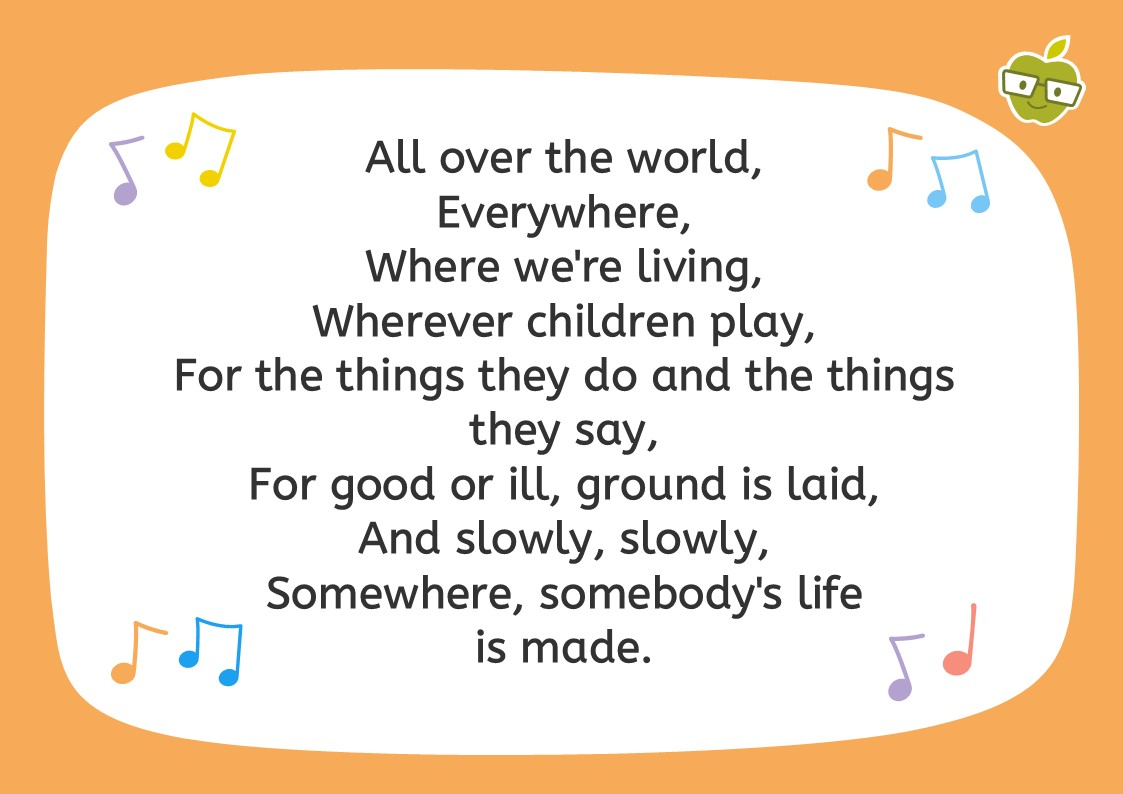 All over the world,
Everywhere,
Where we're living,
Wherever children play,
For the things they do and the things
they say,
For good or ill, ground is laid,
And slowly, slowly,
Somewhere, somebody's life
is made.